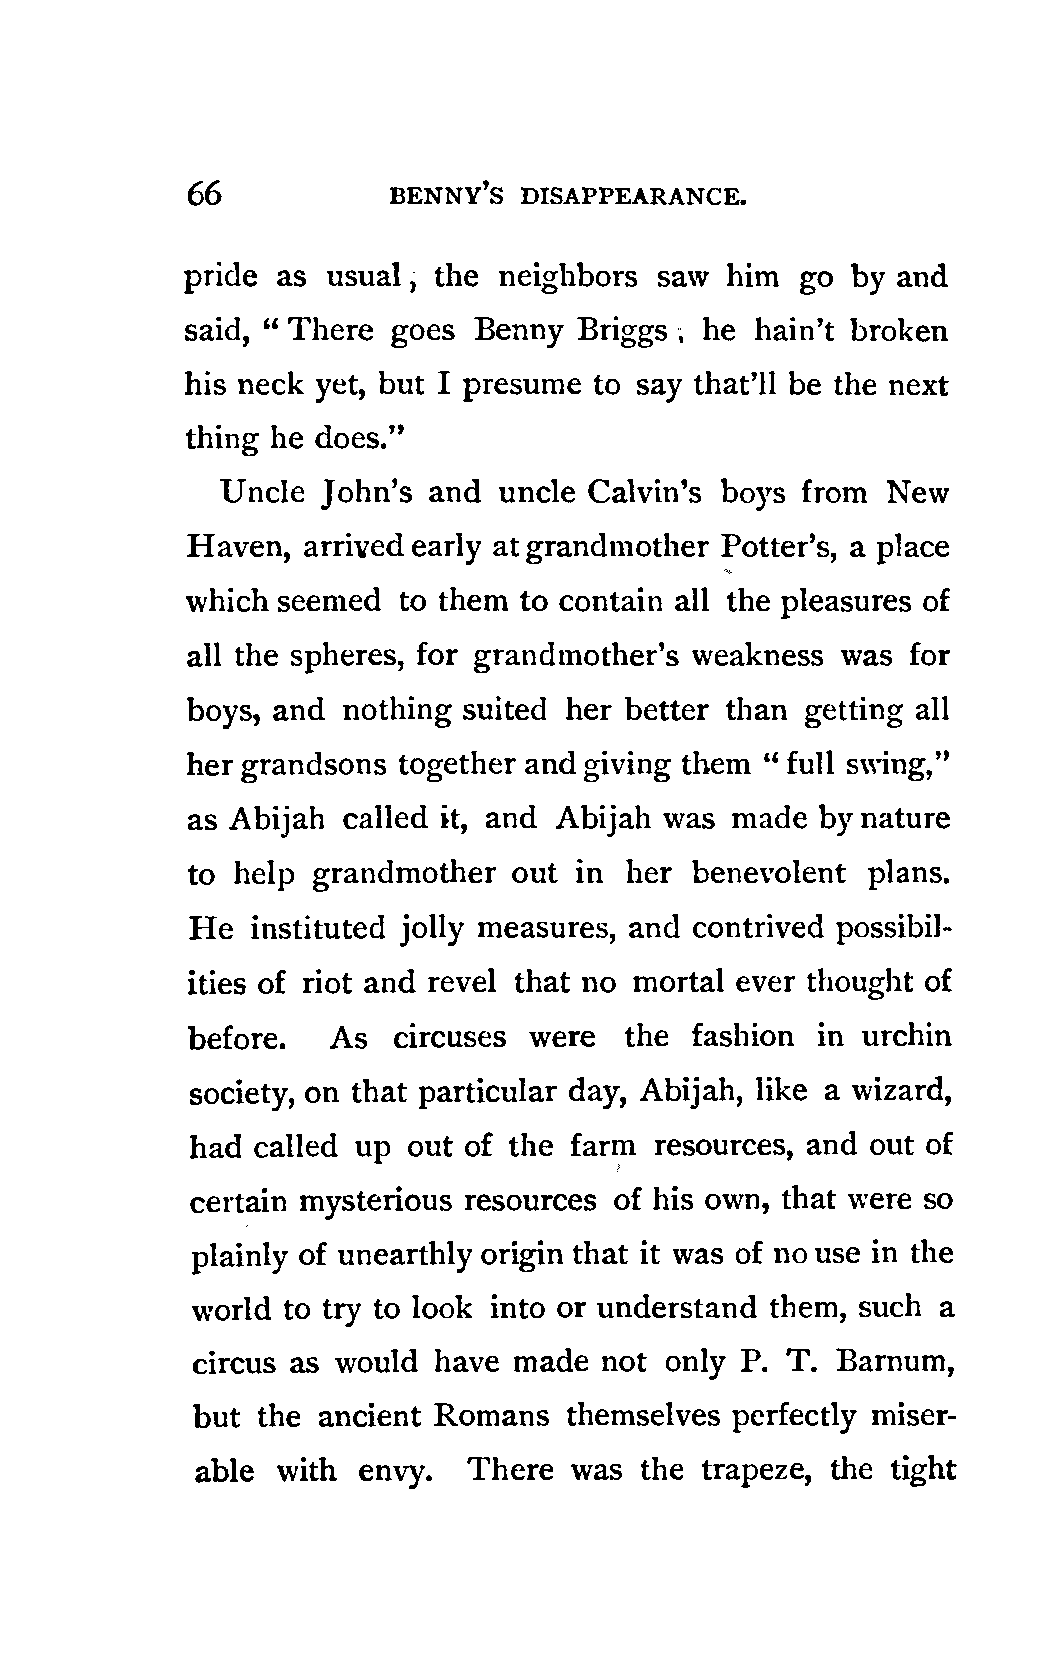 66 BENNY'S DISAPPEARANCE.
pride as usual; the neighbors saw him go by and
said, "There goes Benny Briggs; he hain't broken
his neck yet, but I presume to say that'll be the next
thing he does."
Uncle John's and uncle Calvin's boys from New
Haven, arrived early at grandmother Potter's, a place
which seemed to them to contain all the pleasures of
all the spheres, for grandmother's weakness was for
boys, and nothing suited her better than getting all
her grandsons together and giving them "full swing,"
as Abijah called it, and Abijah was made by nature
to help grandmother out in her benevolent plans.
He instituted jolly measures, and contrived possibil-
ities of riot and revel that no mortal ever thought of
before. As circuses were the fashion in urchin
society, on that particular day, Abijah, like a wizard,
had called up out of the farm resources, and out of
certain mysterious resources of his own, that were so
plainly of unearthly origin that it was of no use in the
world to try to look into or understand them, such a
circus as would have made not only P. T. Barnum,
but the ancient Romans themselves perfectly miser-
able with envy. There was the trapeze, the tight